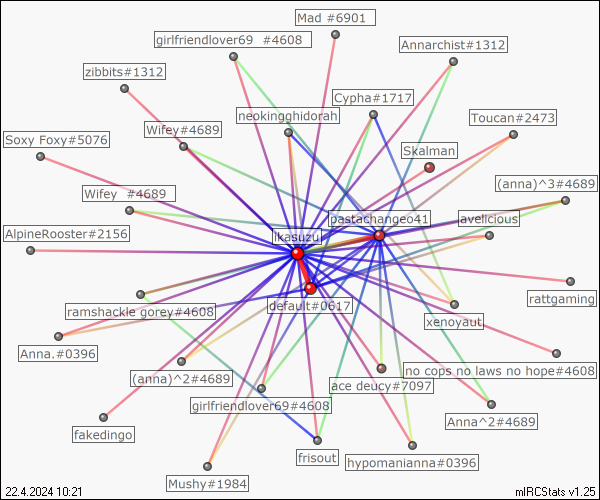 Mad #6901
girlfriendlover69 #4608
Annarchist#1312
zibbits#1312
Cypha#1717
neokingghidorah
Toucan#2473
Wifey#4689
Soxy Foxy#5076
Skalman
(anna)^3#4689
Wifey #4689
pastachangeo41
avelicious
ikasuzu
AlpineRooster#2156
rattgaming
default#0617
ramshackle gorey#4608
xenoyaut
Anna.#0396
no cops no laws no hope#4608
(anna)^2#4689
ace deucy#7097
girlfriendlover69#4608
Anna^2#4689
fakedingo
frisout
hypomanianna#0396
Mushy#1984
22.4.2024 10:21
mIRCStats v1.25